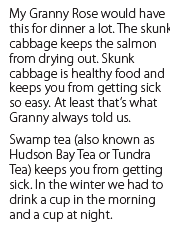 My Granny Rose would have
this for dinner a lot. The skunk
cabbage keeps the salmon
from drying out. Skunk
cabbage is healthy food and
keeps you from getting sick
so easy. At least that's what
Granny always told us.
Swamp tea (also known as
Hudson Bay Tea or Tundra
Tea) keeps you from getting
sick. In the winter we had to
drink a cup in the morning
and a cup at night.